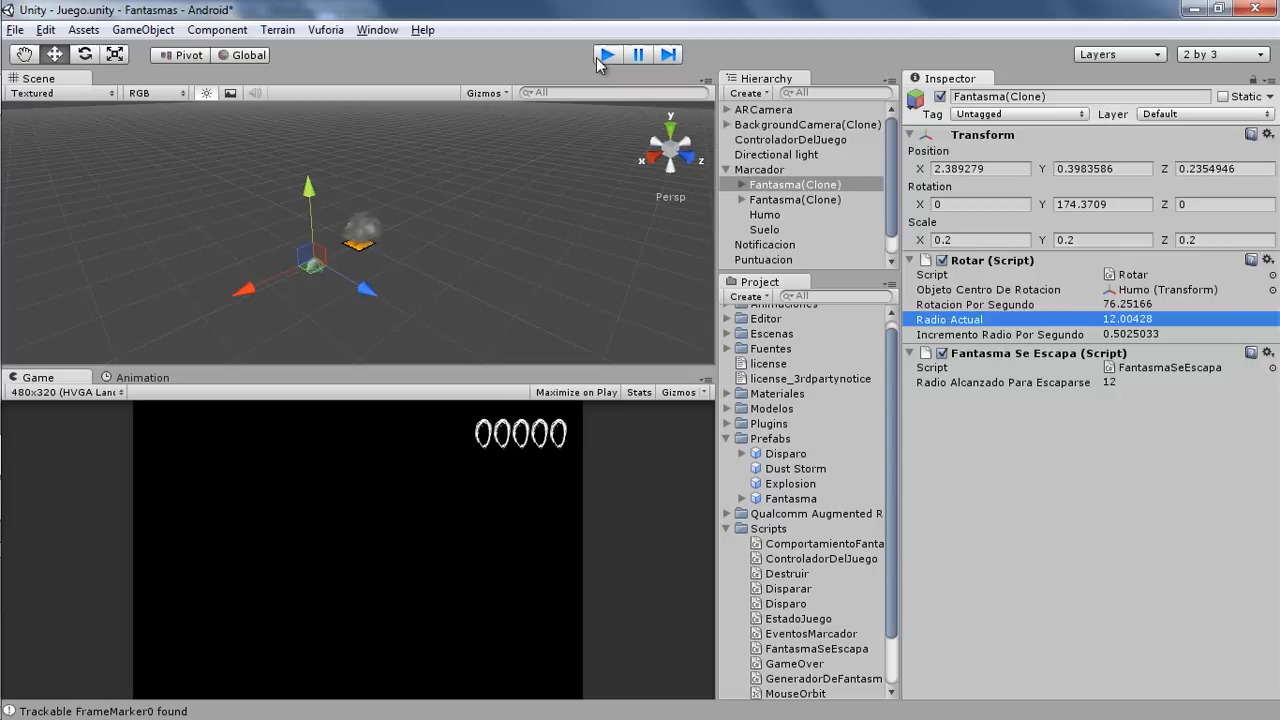 Unity - Juego.unity - Fantasmas - Android*
File Edit Assets GameObject Component Terrain Vuforia Window Help
Pivot Global Layers 2 by 3
Scene
Textured RGB Gizmos All
y
x
z
Persp
Game Animation
480x320 (HVGA Lanc Maximize on Play Stats Gizmos
00000
Hierarchy
Create All
ARCamera
BackgroundCamera(Clone)
ControladorDelJuego
Directional light
Marcador
Fantasma(Clone)
Fantasma(Clone)
Humo
Suelo
Notificacion
Puntuacion
Project
Create All
Animaciones
Editor
Escenas
Fuentes
license
license_3rdpartynotice
Materiales
Modelos
Plugins
Prefabs
Disparo
Dust Storm
Explosion
Fantasma
Qualcomm Augmented R
Scripts
ComportamientoFanta
ControladorDelJuego
Destruir
Disparar
Disparo
EstadoJuego
EventosMarcador
FantasmaSeEscapa
GameOver
GeneradorDeFantasm
MouseOrbit
Inspector
Fantasma(Clone) Static
Tag Untagged Layer Default
Transform
Position
X 2.389279 Y 0.3983586 Z 0.2354946
Rotation
X 0 Y 174.3709 Z 0
Scale
X 0.2 Y 0.2 Z 0.2
Rotar (Script)
Script Rotar
Objeto Centro De Rotacion Humo (Transform)
Rotacion Por Segundo 76.25166
Radio Actual 12.00428
Incremento Radio Por Segundo 0.5025033
Fantasma Se Escapa (Script)
Script FantasmaSeEscapa
Radio Alcanzado Para Escaparse 12
Trackable FrameMarker0 found